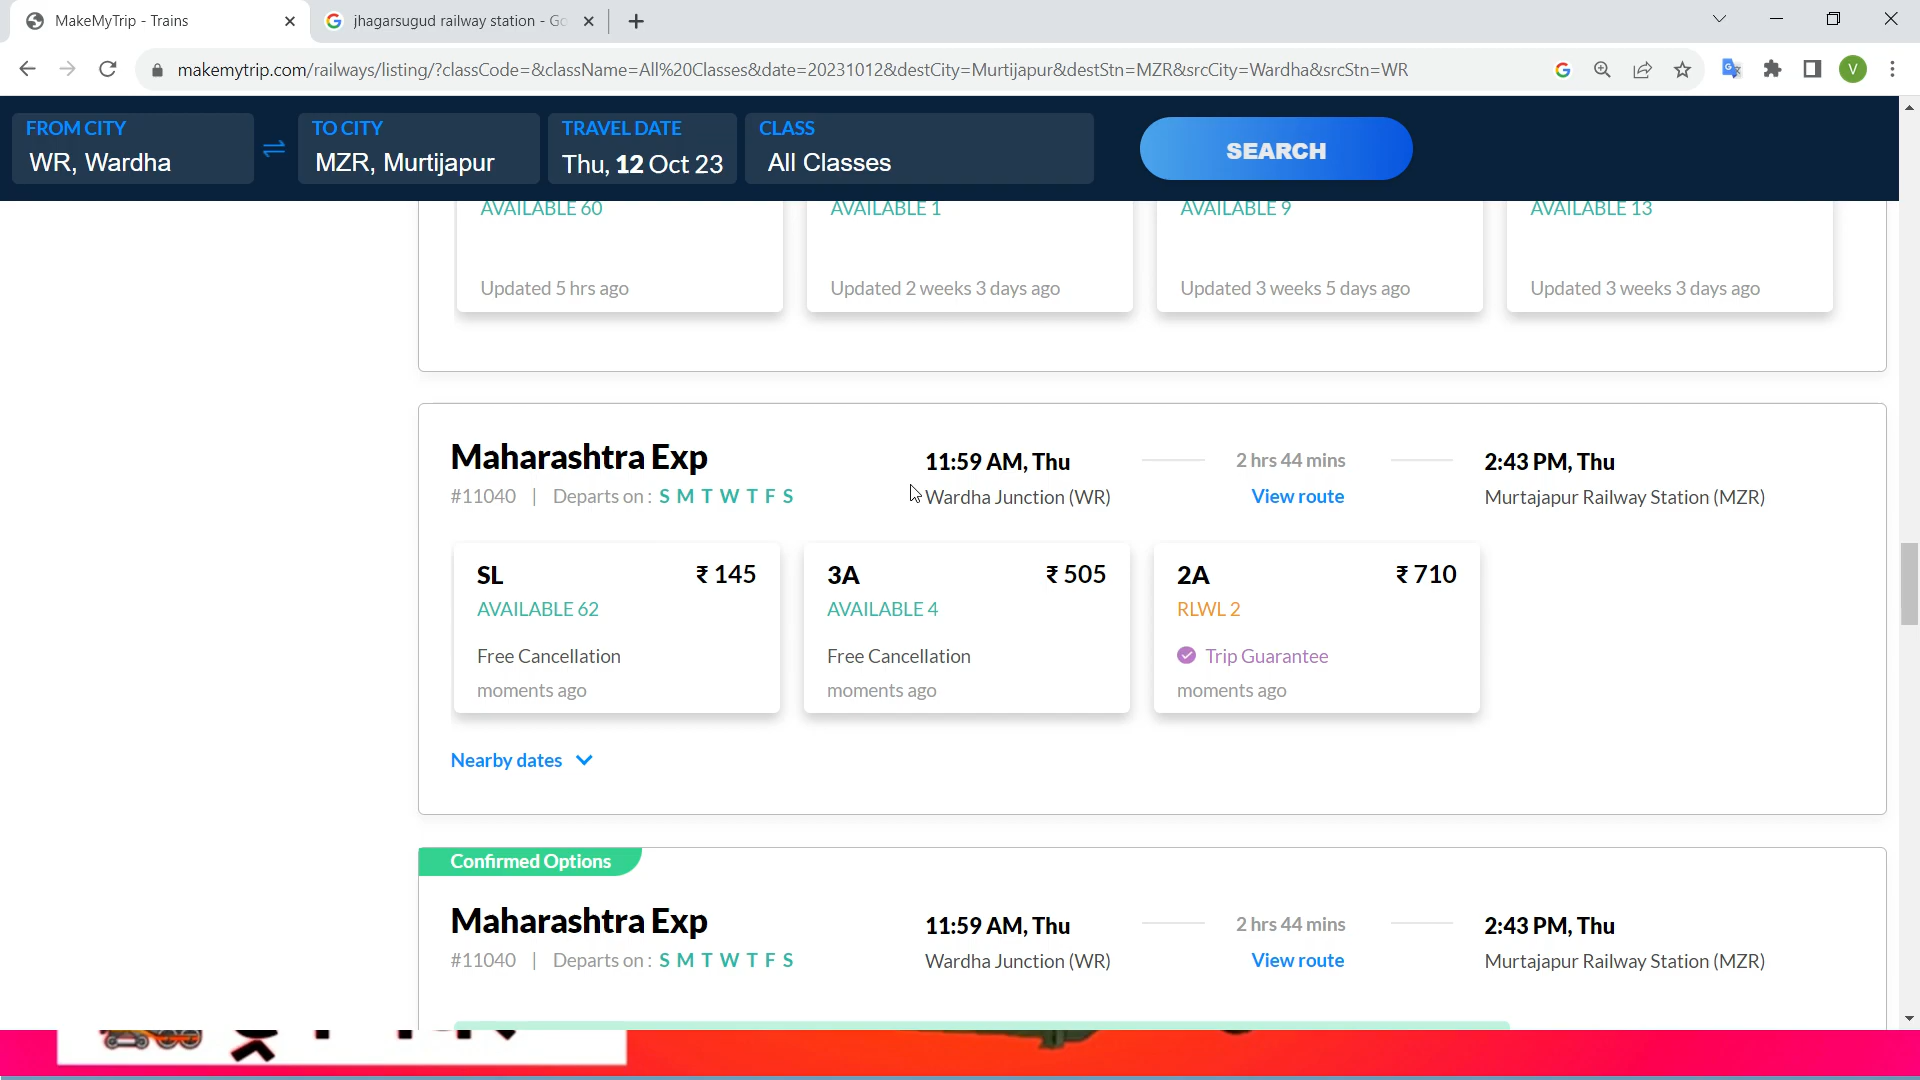 MakeMyTrip - Trains
jhagarsugud railway station - Go
makemytrip.com/railways/listing/?classCode=&className=All%20Classes&date=20231012&destCity=Murtijapur&destStn=MZR&srcCity=Wardha&srcStn=WR
V
FROM CITY
WR, Wardha
TO CITY
MZR, Murtijapur
TRAVEL DATE
Thu, 12 Oct 23
CLASS
All Classes
SEARCH
AVAILABLE 60
AVAILABLE 1
AVAILABLE 9
AVAILABLE 13
Updated 5 hrs ago
Updated 2 weeks 3 days ago
Updated 3 weeks 5 days ago
Updated 3 weeks 3 days ago
Maharashtra Exp
11:59 AM, Thu
2 hrs 44 mins
2:43 PM, Thu
#11040 | Departs on : S M T W T F S
Wardha Junction (WR)
View route
Murtajapur Railway Station (MZR)
SL ₹ 145
3A ₹ 505
2A ₹ 710
AVAILABLE 62
AVAILABLE 4
RLWL 2
Free Cancellation
Free Cancellation
Trip Guarantee
moments ago
moments ago
moments ago
Nearby dates
Confirmed Options
Maharashtra Exp
11:59 AM, Thu
2 hrs 44 mins
2:43 PM, Thu
#11040 | Departs on : S M T W T F S
Wardha Junction (WR)
View route
Murtajapur Railway Station (MZR)